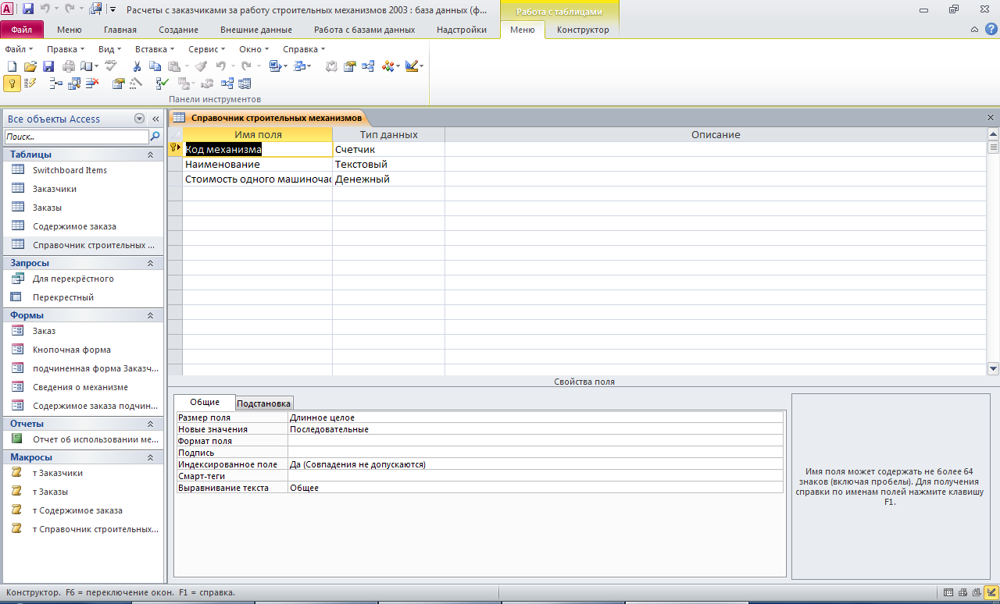 Расчеты с заказчиками за работу строительных механизмов 2003 : база данных (ф...
Работа с таблицами
Файл Меню Главная Создание Внешние данные Работа с базами данных Надстройки Меню Конструктор
Файл Правка Вид Вставка Сервис Окно Справка
Панели инструментов
Все объекты Access
Поиск...
Таблицы
Switchboard Items
Заказчики
Заказы
Содержимое заказа
Справочник строительных ...
Запросы
Для перекрёстного
Перекрестный
Формы
Заказ
Кнопочная форма
подчиненная форма Заказч...
Сведения о механизме
Содержимое заказа подчин...
Отчеты
Отчет об использовании ме...
Макросы
т Заказчики
т Заказы
т Содержимое заказа
т Справочник строительных...
Справочник строительных механизмов
Имя поля Тип данных Описание
Код механизма Счетчик
Наименование Текстовый
Стоимость одного машиночас Денежный
Свойства поля
Общие Подстановка
Размер поля Длинное целое
Новые значения Последовательные
Формат поля
Подпись
Индексированное поле Да (Совпадения не допускаются)
Смарт-теги
Выравнивание текста Общее
Имя поля может содержать не более 64
знаков (включая пробелы). Для получения
справки по именам полей нажмите клавишу
F1.
Конструктор. F6 = переключение окон. F1 = справка.